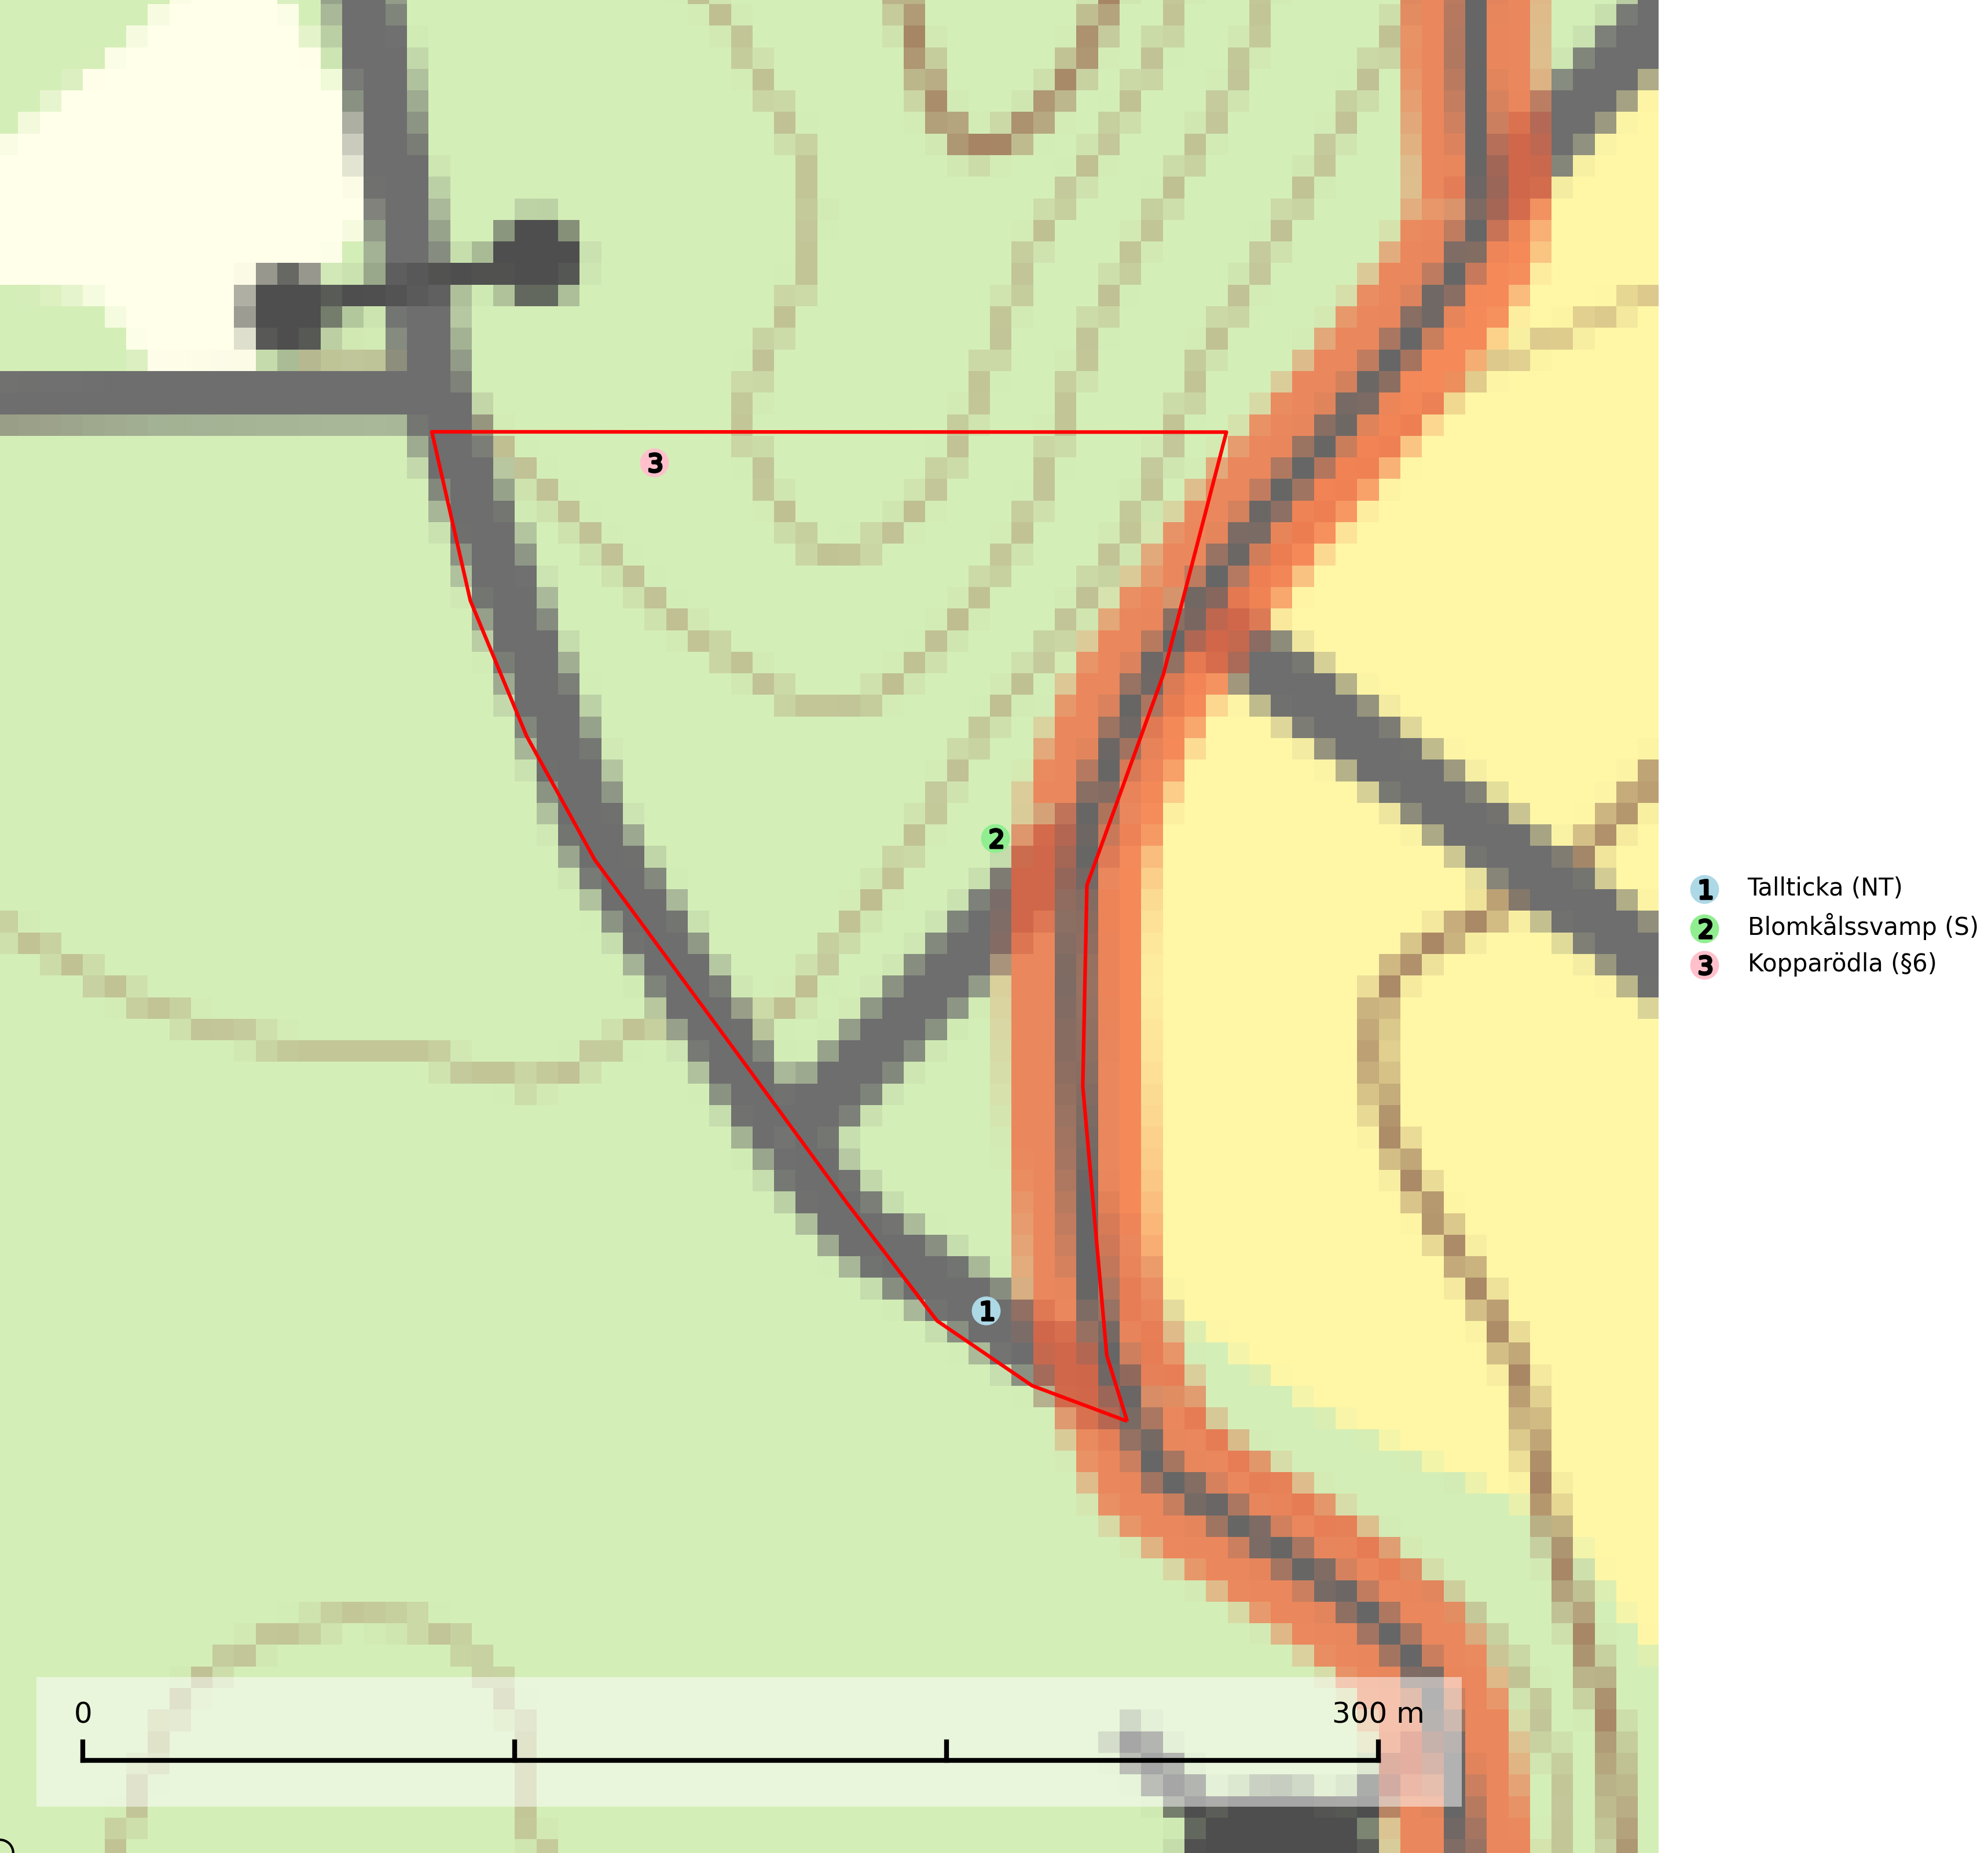 3
2
1
1 Tallticka (NT)
2 Blomkålssvamp (S)
3 Kopparödla (§6)
0 300 m